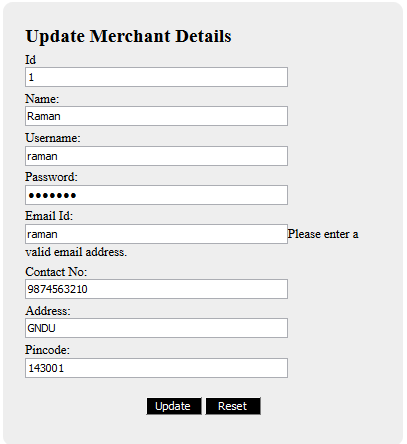 Update Merchant Details
Id
1
Name:
Raman
Username:
raman
Password:
•••••••
Email Id:
raman Please enter a
valid email address.
Contact No:
9874563210
Address:
GNDU
Pincode:
143001
Update Reset